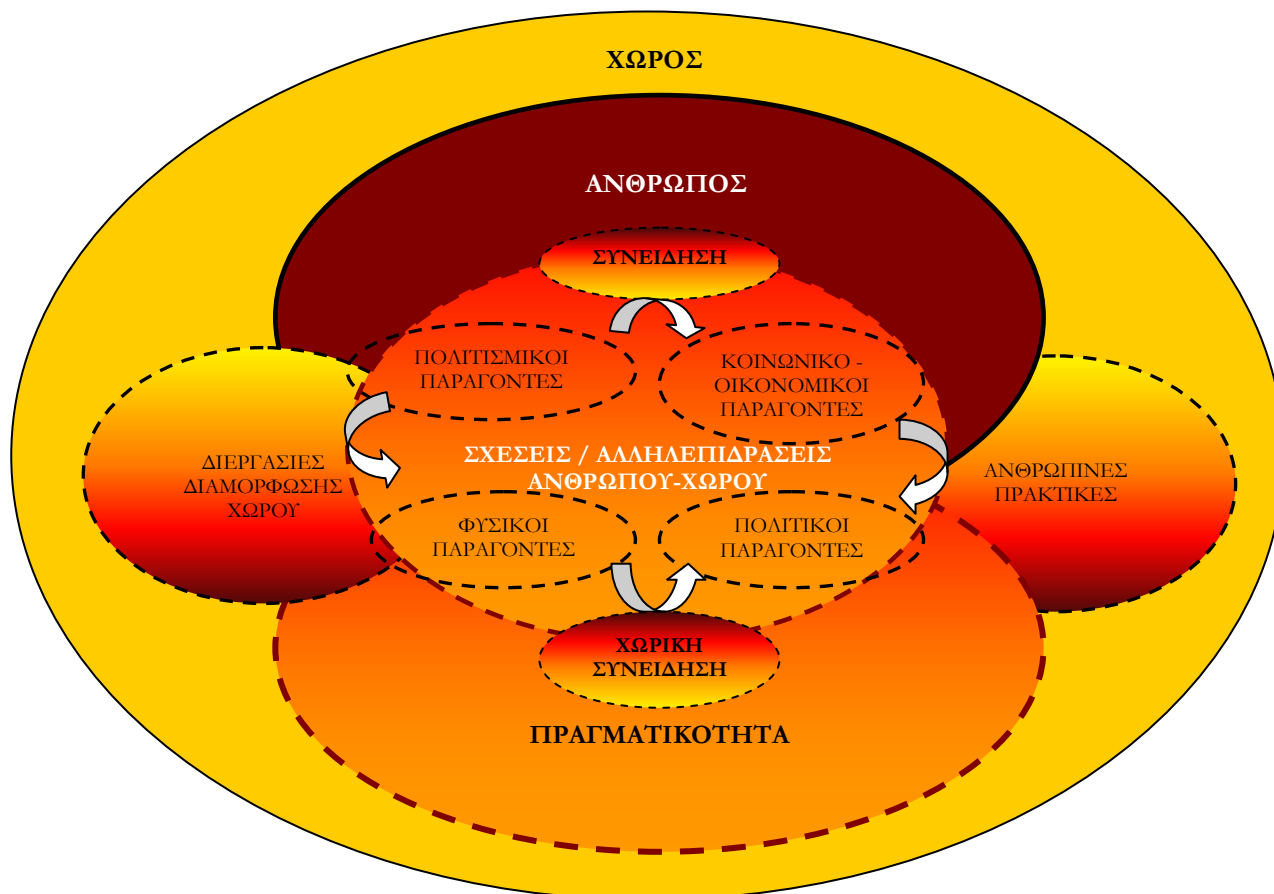 ΧΩΡΟΣ
ΑΝΘΡΩΠΟΣ
ΣΥΝΕΙΔΗΣΗ
ΠΟΛΙΤΙΣΜΙΚΟΙ
ΠΑΡΑΓΟΝΤΕΣ
ΚΟΙΝΩΝΙΚΟ -
ΟΙΚΟΝΟΜΙΚΟΙ
ΠΑΡΑΓΟΝΤΕΣ
ΔΙΕΡΓΑΣΙΕΣ
ΔΙΑΜΟΡΦΩΣΗΣ
ΧΩΡΟΥ
ΣΧΕΣΕΙΣ / ΑΛΛΗΛΕΠΙΔΡΑΣΕΙΣ
ΑΝΘΡΩΠΟΥ-ΧΩΡΟΥ
ΑΝΘΡΩΠΙΝΕΣ
ΠΡΑΚΤΙΚΕΣ
ΦΥΣΙΚΟΙ
ΠΑΡΑΓΟΝΤΕΣ
ΠΟΛΙΤΙΚΟΙ
ΠΑΡΑΓΟΝΤΕΣ
ΧΩΡΙΚΗ
ΣΥΝΕΙΔΗΣΗ
ΠΡΑΓΜΑΤΙΚΟΤΗΤΑ